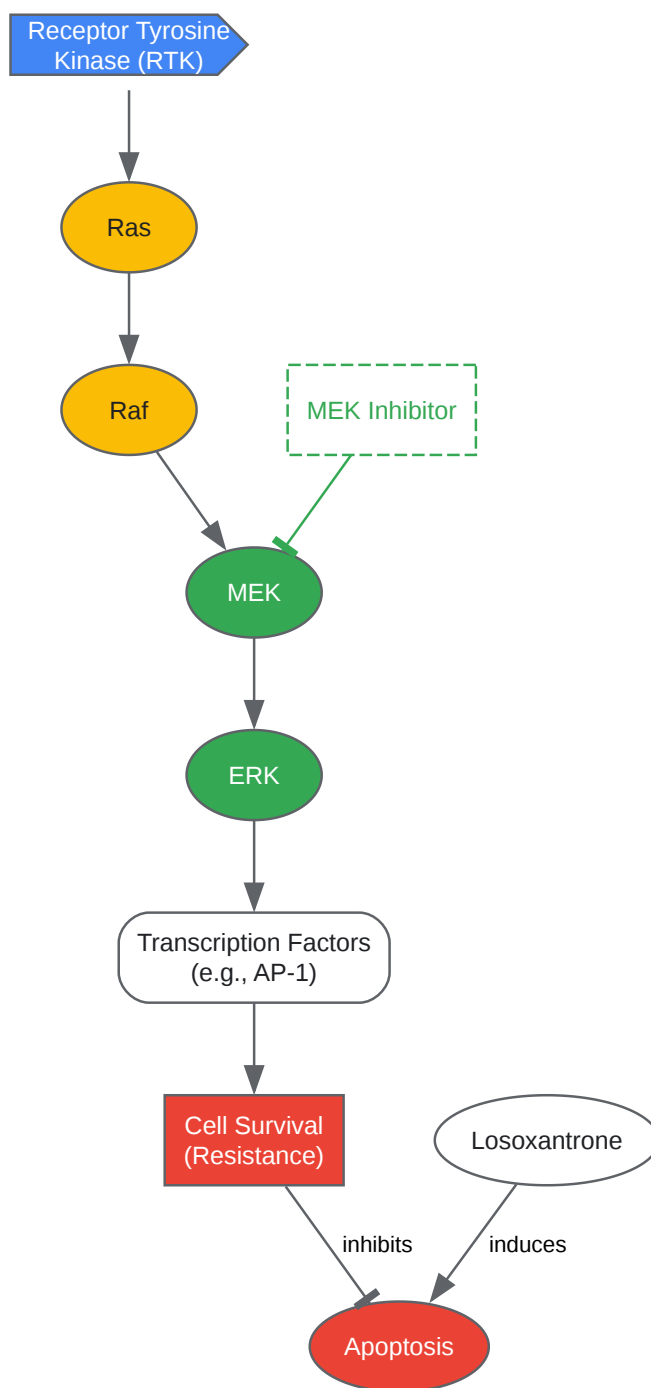 Receptor Tyrosine
Kinase (RTK)
Ras
Raf
MEK Inhibitor
MEK
ERK
Transcription Factors
(e.g., AP-1)
Cell Survival
(Resistance)
Losoxantrone
inhibits
induces
Apoptosis